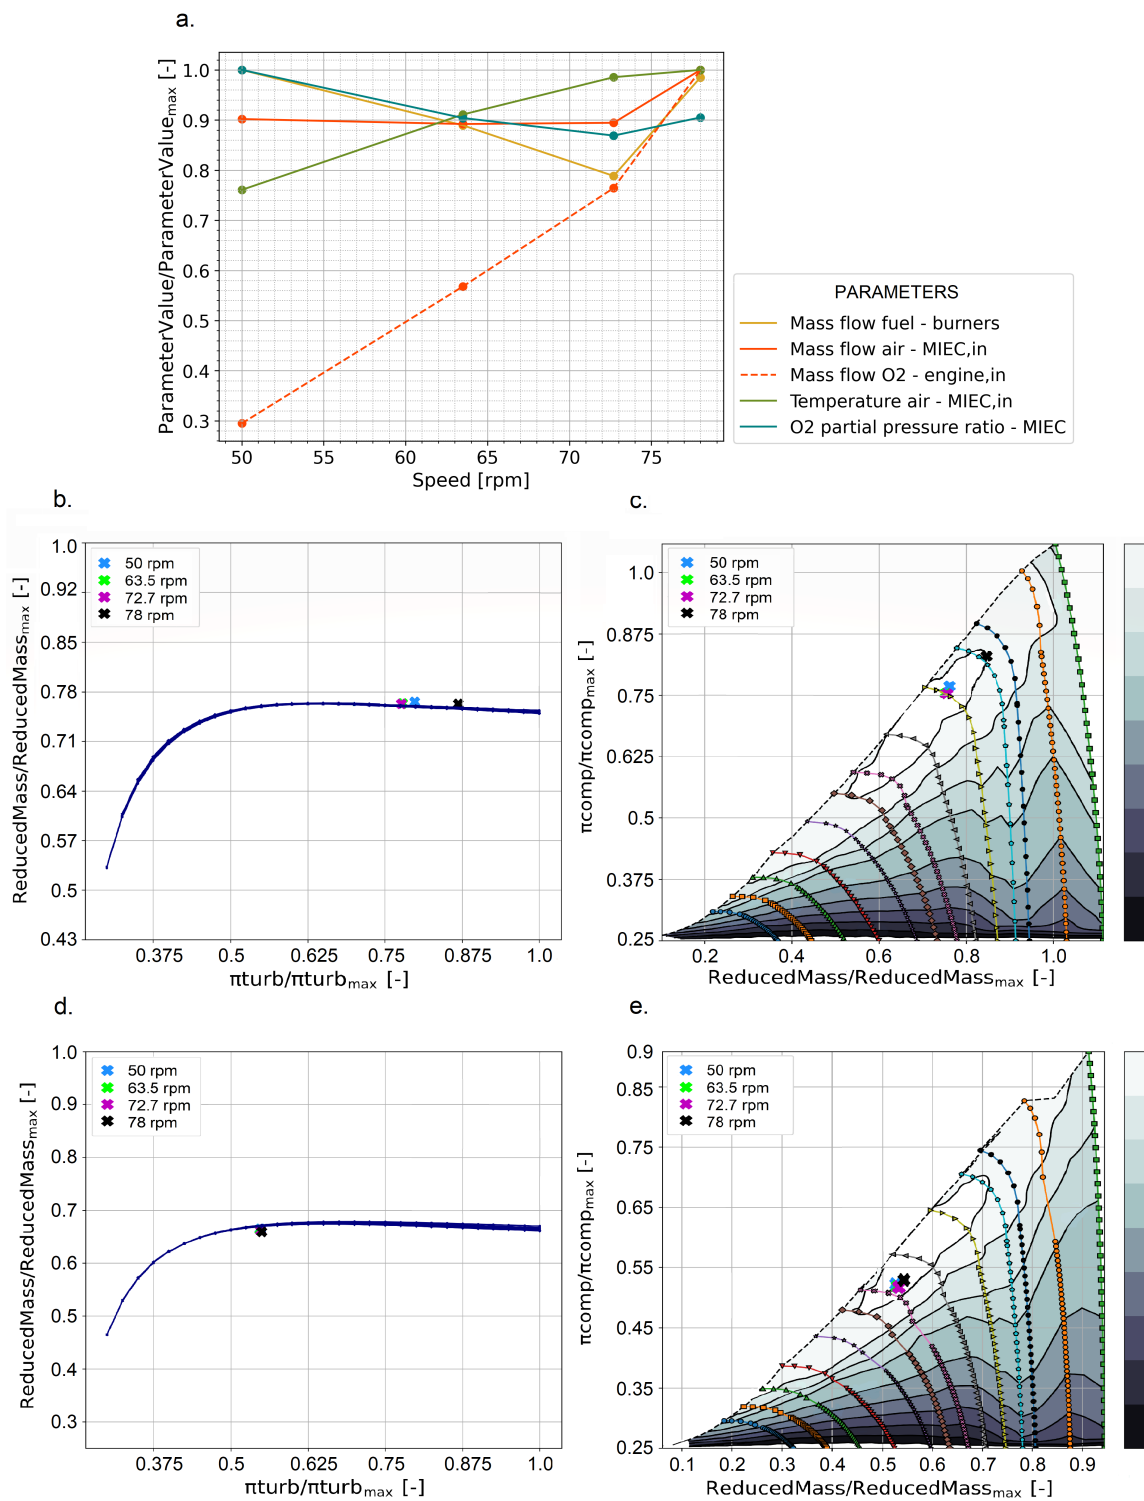 a.
ParameterValue/ParameterValue_max [-]
1.0
0.9
0.8
0.7
0.6
0.5
0.4
0.3
50
55
60
65
70
75
Speed [rpm]
PARAMETERS
Mass flow fuel - burners
Mass flow air - MIEC,in
Mass flow O2 - engine,in
Temperature air - MIEC,in
O2 partial pressure ratio - MIEC
b.
ReducedMass/ReducedMass_max [-]
1.0
0.92
0.85
0.78
0.71
0.64
0.57
0.5
0.43
50 rpm
63.5 rpm
72.7 rpm
78 rpm
0.375
0.5
0.625
0.75
0.875
1.0
πturb/πturb_max [-]
c.
πcomp/πcomp_max [-]
1.0
0.875
0.75
0.625
0.5
0.375
0.25
50 rpm
63.5 rpm
72.7 rpm
78 rpm
0.2
0.4
0.6
0.8
1.0
ReducedMass/ReducedMass_max [-]
d.
ReducedMass/ReducedMass_max [-]
1.0
0.9
0.8
0.7
0.6
0.5
0.4
0.3
50 rpm
63.5 rpm
72.7 rpm
78 rpm
0.375
0.5
0.625
0.75
0.875
1.0
πturb/πturb_max [-]
e.
πcomp/πcomp_max [-]
0.9
0.85
0.75
0.65
0.55
0.45
0.35
0.25
50 rpm
63.5 rpm
72.7 rpm
78 rpm
0.1
0.2
0.3
0.4
0.5
0.6
0.7
0.8
0.9
ReducedMass/ReducedMass_max [-]